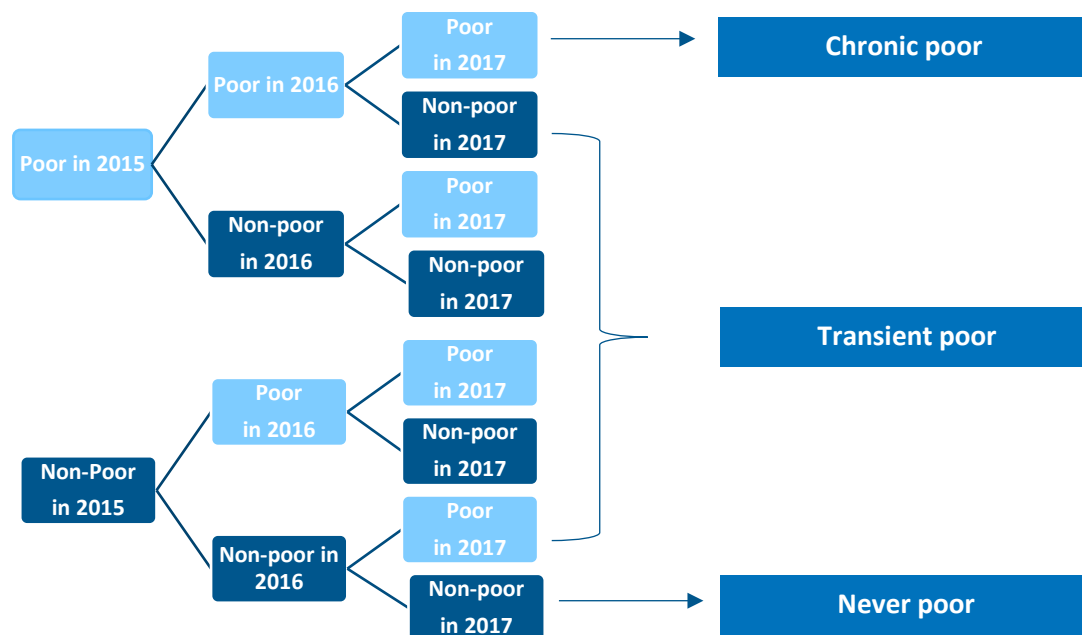 Poor
in 2017
Chronic poor
Poor in 2016
Non-poor
in 2017
Poor in 2015
Poor
in 2017
Non-poor
in 2016
Non-poor
in 2017
Transient poor
Poor
in 2017
Poor
in 2016
Non-poor
in 2017
Non-Poor
in 2015
Poor
in 2017
Non-poor in
2016
Non-poor
in 2017
Never poor